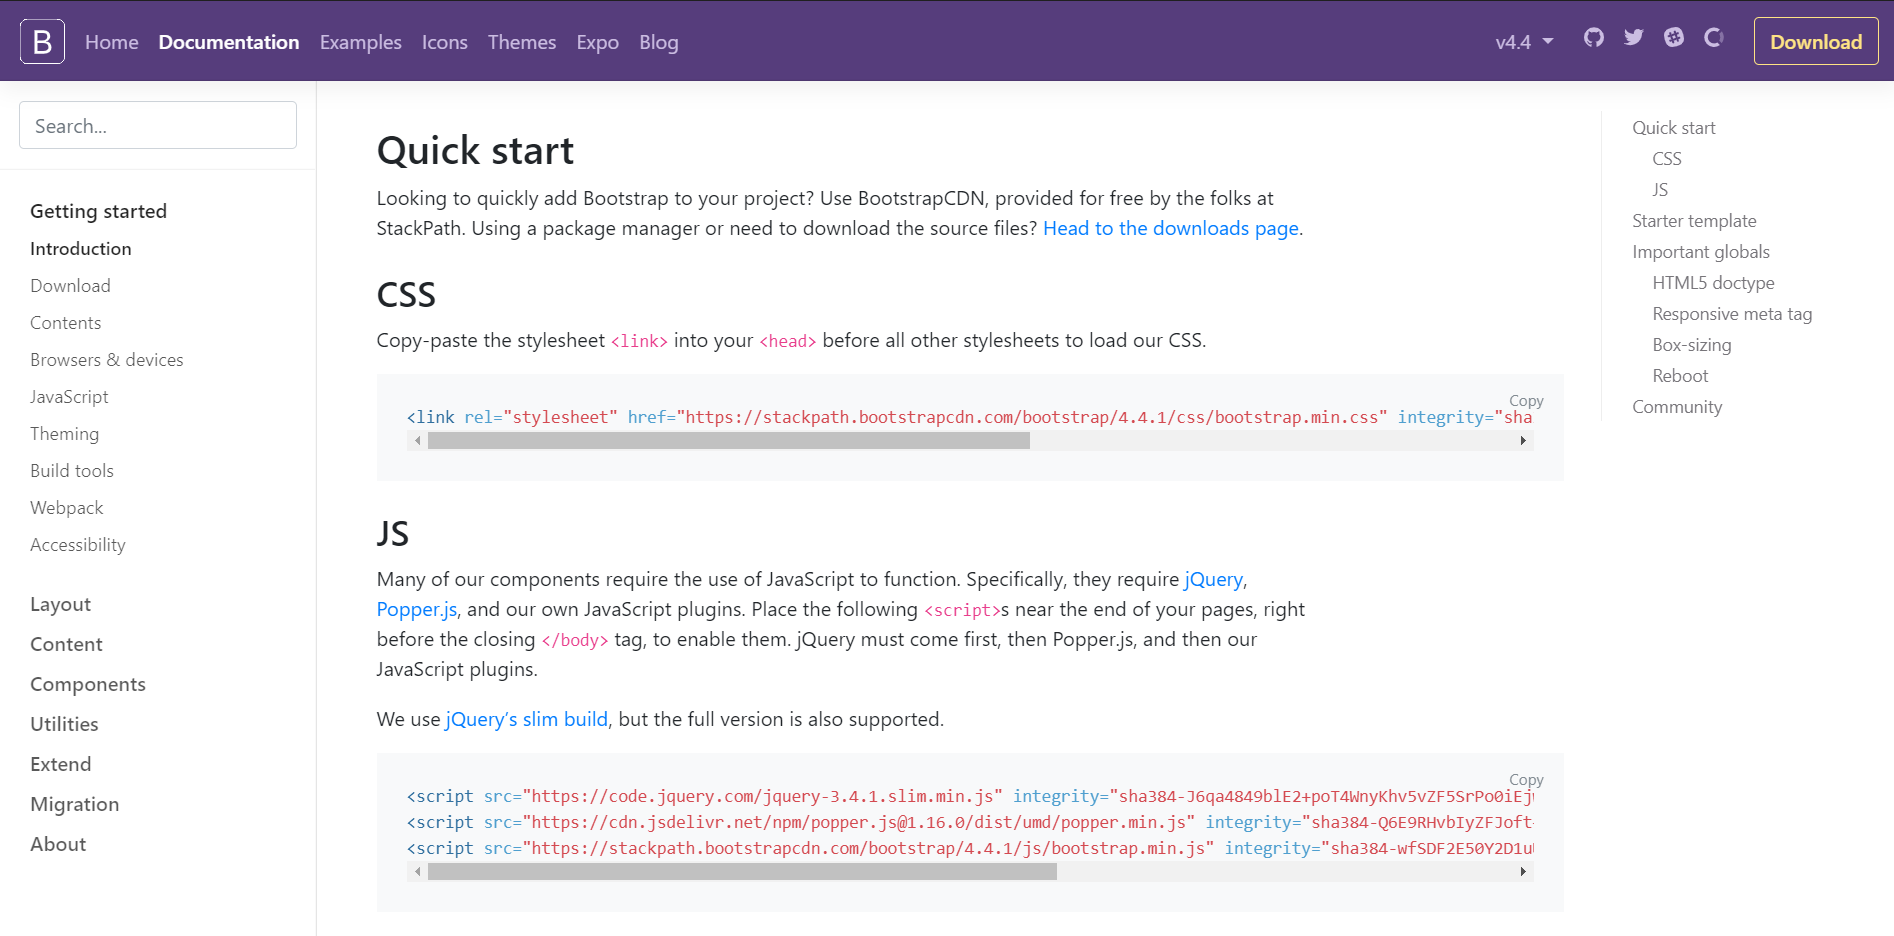 B Home Documentation Examples Icons Themes Expo Blog v4.4 Download
Search...
Getting started
Introduction
Download
Contents
Browsers & devices
JavaScript
Theming
Build tools
Webpack
Accessibility
Layout
Content
Components
Utilities
Extend
Migration
About
Quick start
Looking to quickly add Bootstrap to your project? Use BootstrapCDN, provided for free by the folks at
StackPath. Using a package manager or need to download the source files? Head to the downloads page.
CSS
Copy-paste the stylesheet <link> into your <head> before all other stylesheets to load our CSS.
Copy
<link rel="stylesheet" href="https://stackpath.bootstrapcdn.com/bootstrap/4.4.1/css/bootstrap.min.css" integrity="sha
JS
Many of our components require the use of JavaScript to function. Specifically, they require jQuery,
Popper.js, and our own JavaScript plugins. Place the following <script>s near the end of your pages, right
before the closing </body> tag, to enable them. jQuery must come first, then Popper.js, and then our
JavaScript plugins.
We use jQuery's slim build, but the full version is also supported.
Copy
<script src="https://code.jquery.com/jquery-3.4.1.slim.min.js" integrity="sha384-J6qa4849blE2+poT4WnyKhv5vZF5SrPo0iEj
<script src="https://cdn.jsdelivr.net/npm/popper.js@1.16.0/dist/umd/popper.min.js" integrity="sha384-Q6E9RHvbIyZFJoft
<script src="https://stackpath.bootstrapcdn.com/bootstrap/4.4.1/js/bootstrap.min.js" integrity="sha384-wfSDF2E50Y2D1u
Quick start
CSS
JS
Starter template
Important globals
HTML5 doctype
Responsive meta tag
Box-sizing
Reboot
Community